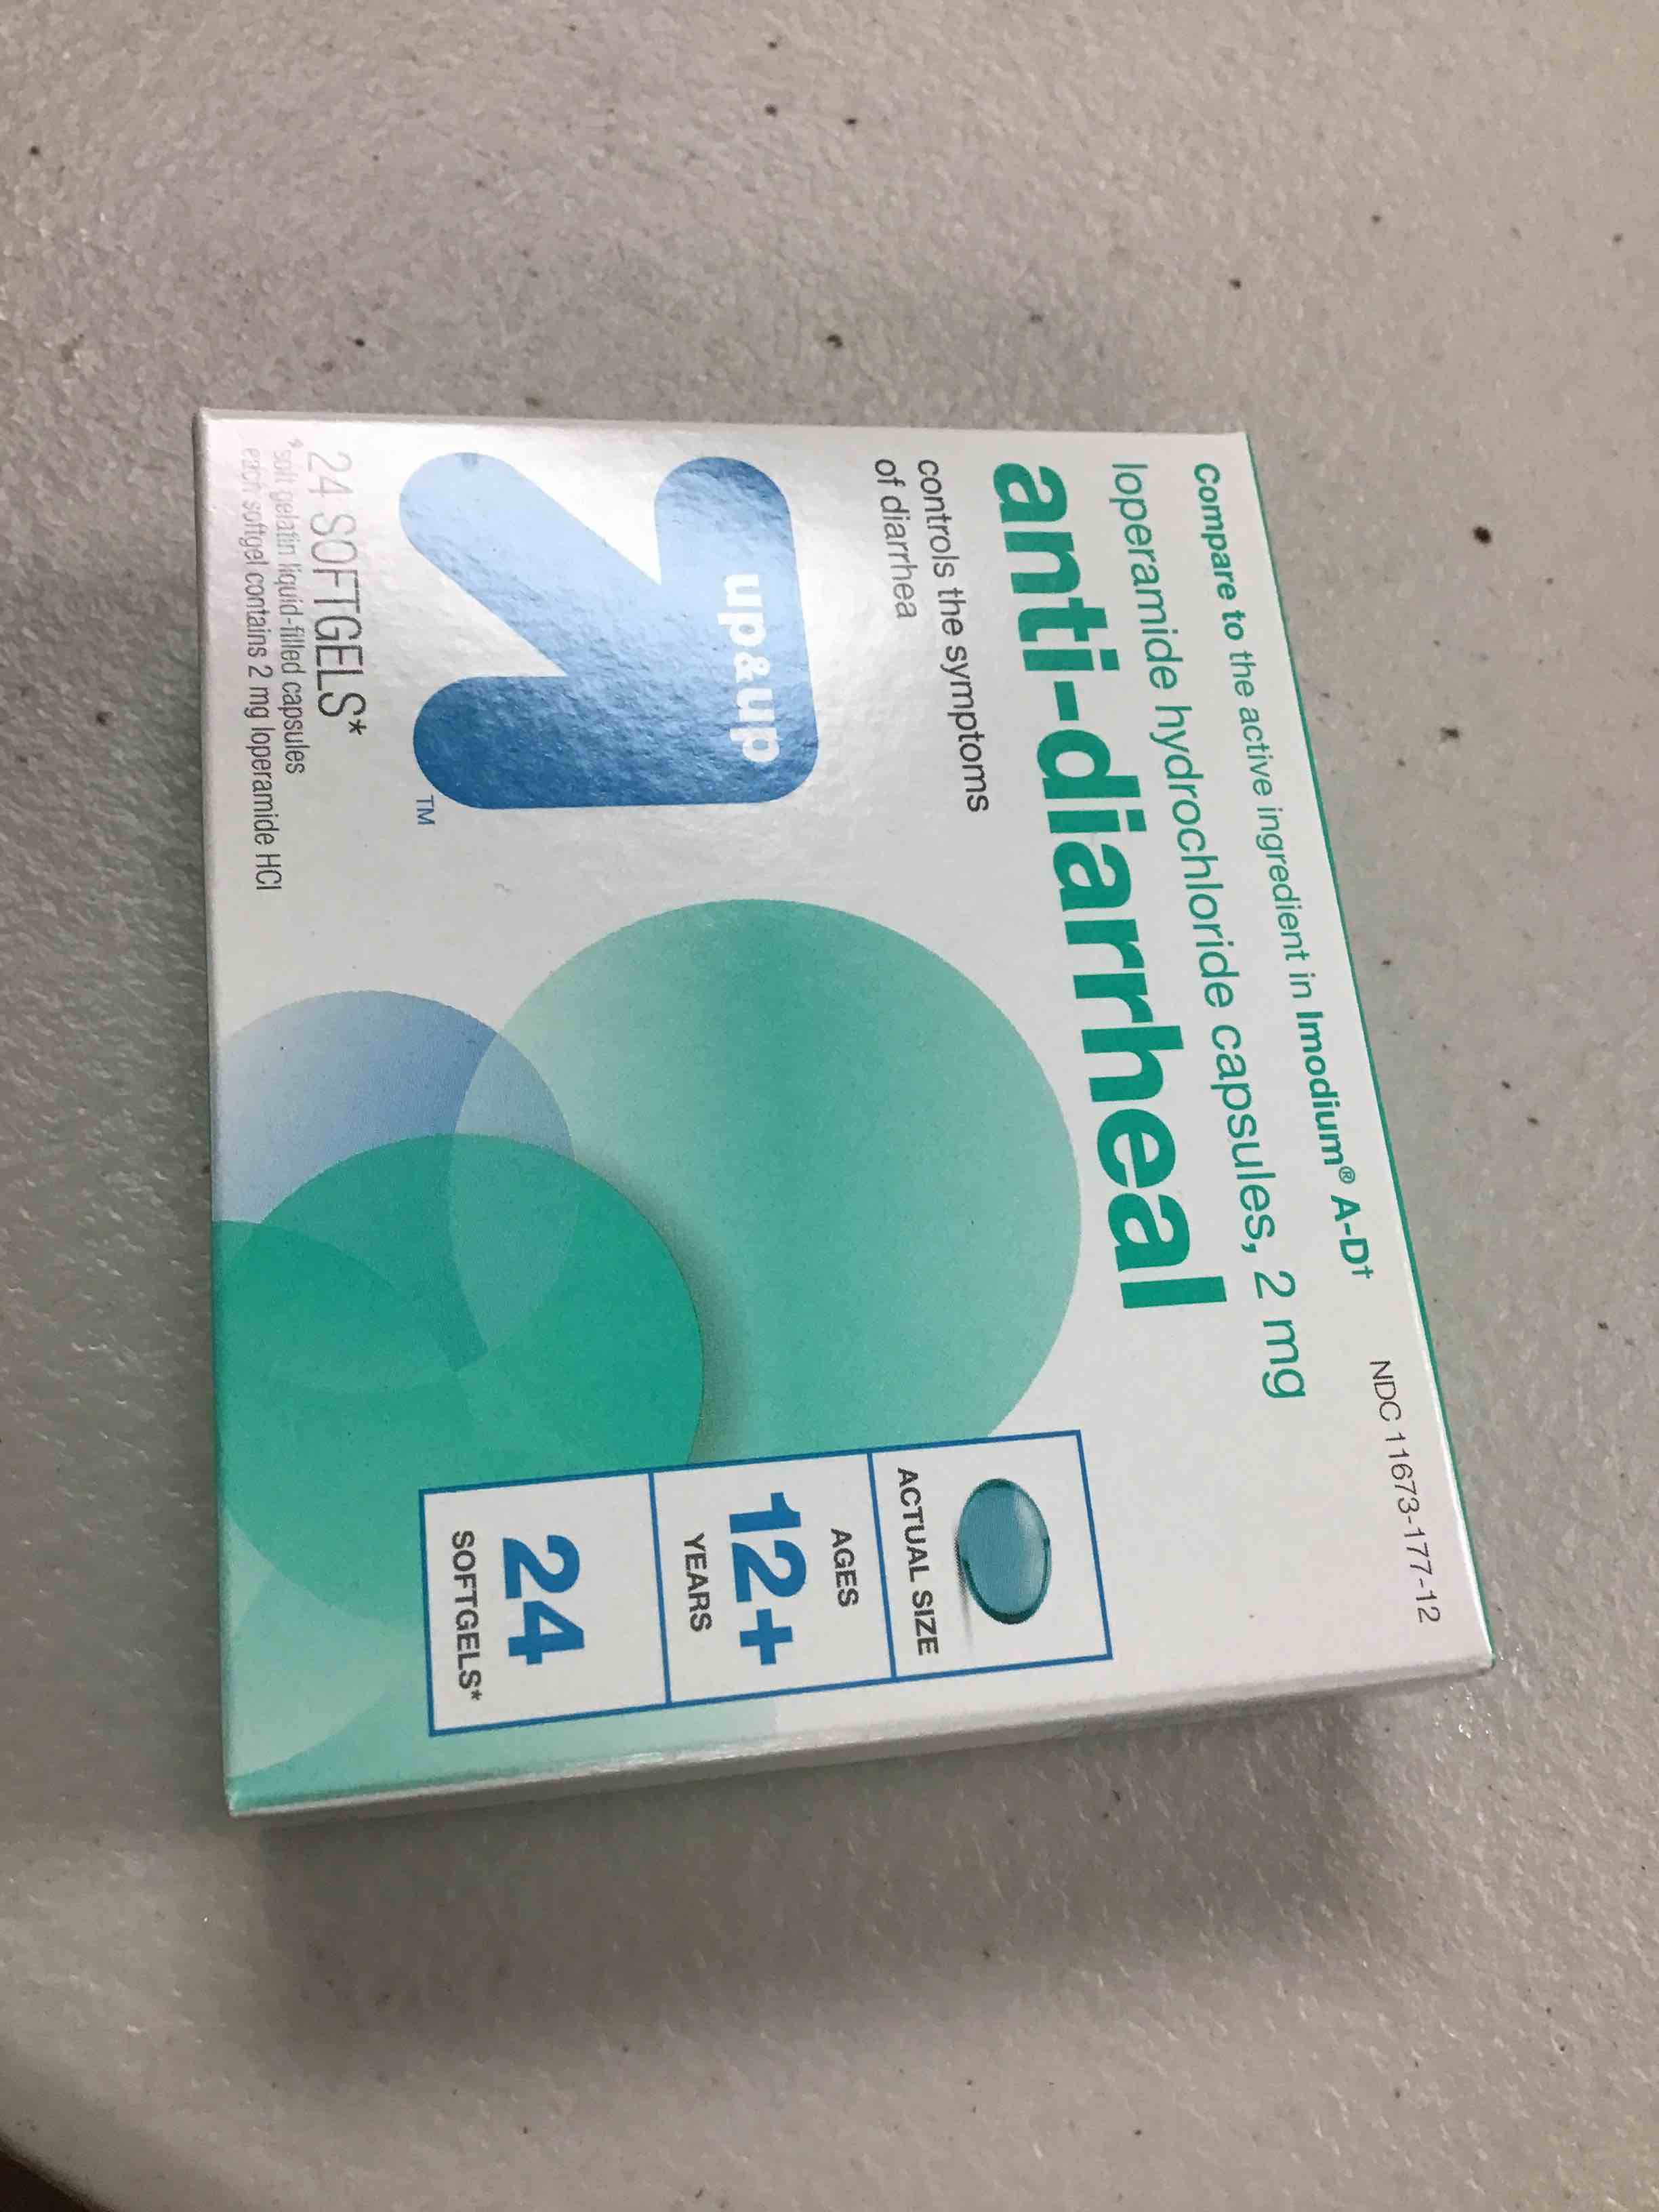 NDC 11673-177-12
Compare to the active ingredient in Imodium® A-D†
loperamide hydrochloride capsules, 2 mg
anti-diarrheal
controls the symptoms
of diarrhea
up&up
TM
ACTUAL SIZE
AGES
12+
YEARS
24
SOFTGELS*
24 SOFTGELS*
*soft gelatin liquid-filled capsules
each softgel contains 2 mg loperamide HCl